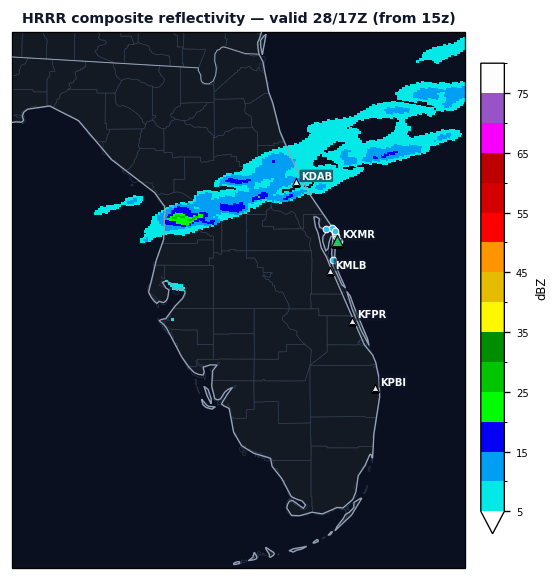 HRRR composite reflectivity — valid 28/17Z (from 15z)
KDAB
KXMR
KMLB
KFPR
KPBI
75
65
55
45
35
25
15
5
dBZ